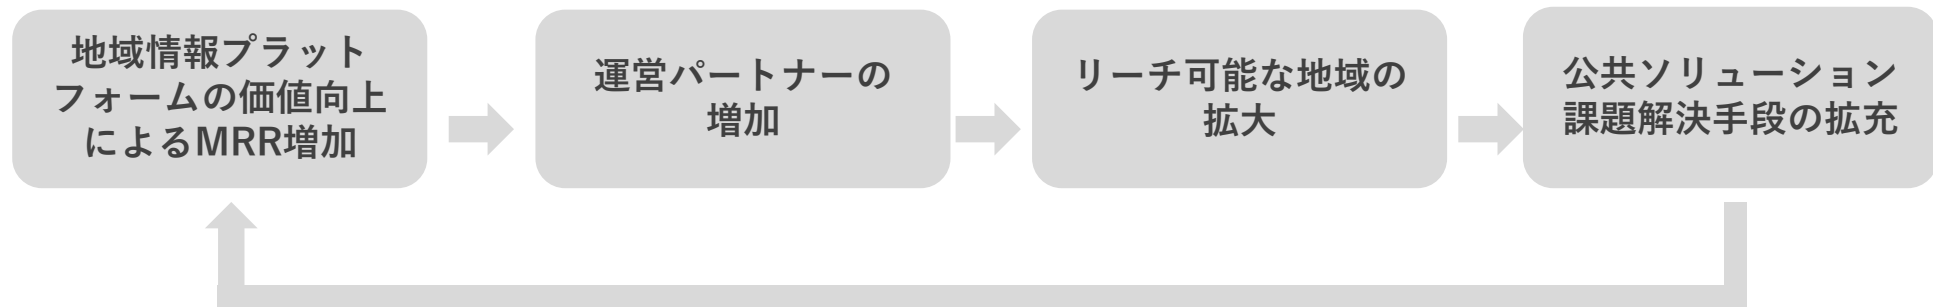 地域情報プラット
フォームの価値向上
によるMRR増加
運営パートナーの
増加
リーチ可能な地域の
拡大
公共ソリューション
課題解決手段の拡充